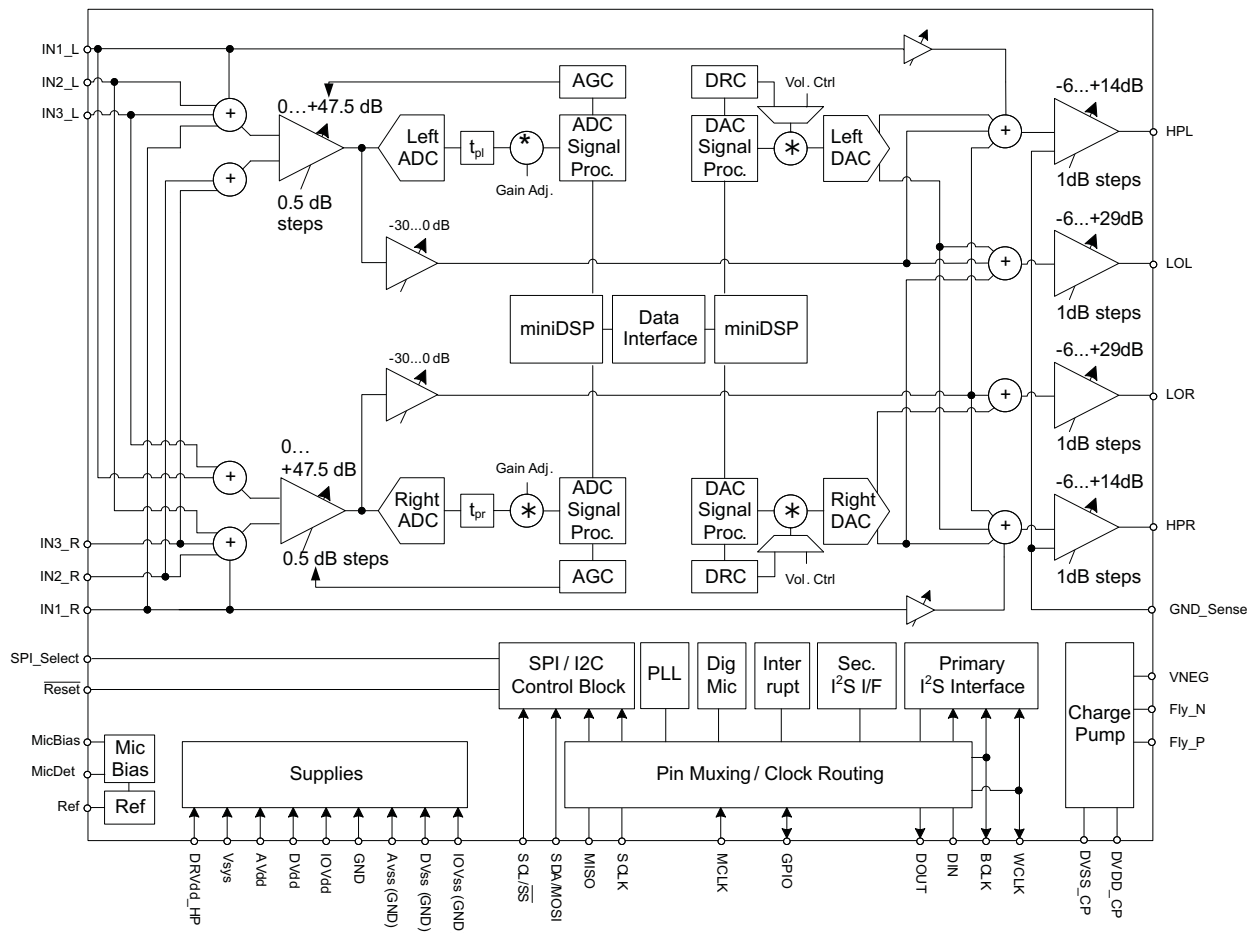 IN1_L
IN2_L
IN3_L
+
+
0…+47.5 dB
0.5 dB
steps
AGC
Left
ADC
tpl
*
Gain Adj.
ADC
Signal
Proc.
DRC
Vol. Ctrl
DAC
Signal
Proc.
*
Left
DAC
+
-6...+14dB
1dB steps
HPL
-30...0 dB
+
-6...+29dB
1dB steps
LOL
miniDSP
Data
Interface
miniDSP
-30...0 dB
+
-6...+29dB
1dB steps
LOR
+
0…
+47.5 dB
0.5 dB steps
Right
ADC
tpr
Gain Adj.
*
ADC
Signal
Proc.
AGC
DAC
Signal
Proc.
DRC
*
Vol. Ctrl
Right
DAC
+
-6...+14dB
1dB steps
HPR
IN3_R
+
IN2_R
IN1_R
GND_Sense
SPI_Select
Reset
SPI / I2C
Control Block
PLL
Dig
Mic
Inter
rupt
Sec.
I²S I/F
Primary
I²S Interface
Charge
Pump
VNEG
Fly_N
Fly_P
MicBias
MicDet
Ref
Mic
Bias
Ref
Supplies
Pin Muxing / Clock Routing
DRVdd_HP
Vsys
AVdd
DVdd
IOVdd
GND
AVss (GND)
DVss (GND)
IOVss (GND
SCL/SS
SDA/MOSI
MISO
SCLK
MCLK
GPIO
DOUT
DIN
BCLK
WCLK
DVSS_CP
DVDD_CP